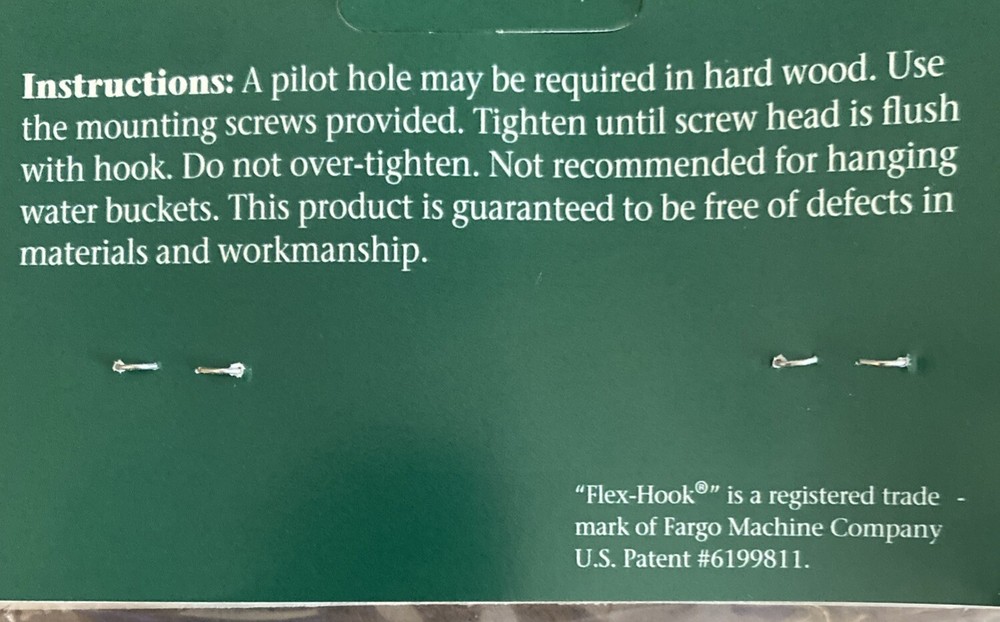 Instructions: A pilot hole may be required in hard wood. Use
the mounting screws provided. Tighten until screw head is flush
with hook. Do not over-tighten. Not recommended for hanging
water buckets. This product is guaranteed to be free of defects in
materials and workmanship.
“Flex-Hook®” is a registered trade -
mark of Fargo Machine Company
U.S. Patent #6199811.